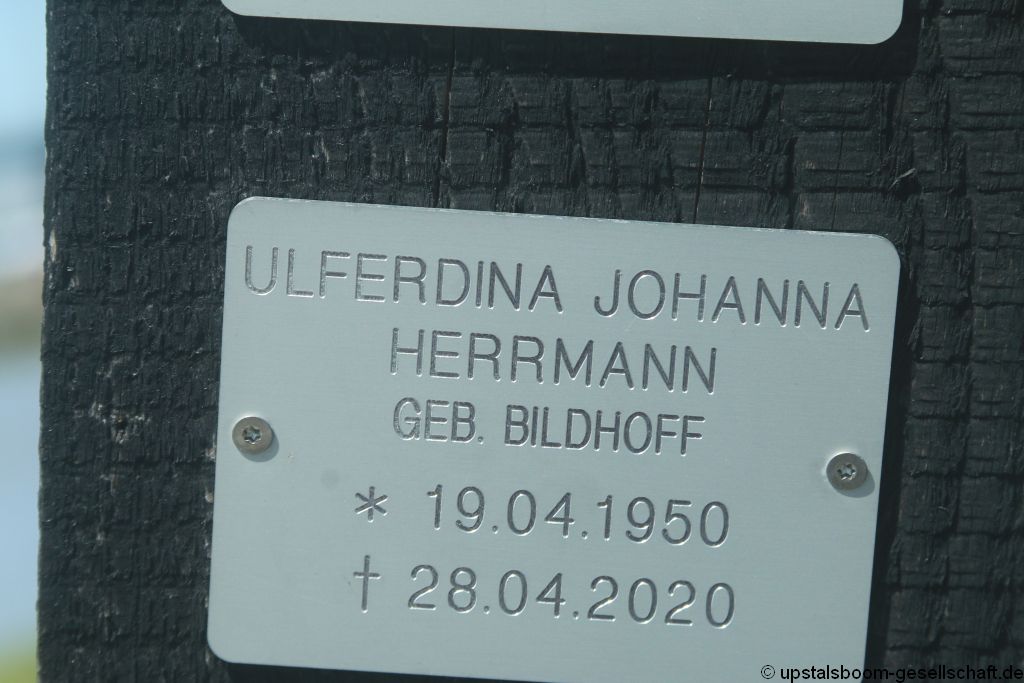 ULFERDINA JOHANNA
HERRMANN
GEB. BILDHOFF
* 19.04.1950
† 28.04.2020
© upstalsboom-gesellschaft.de